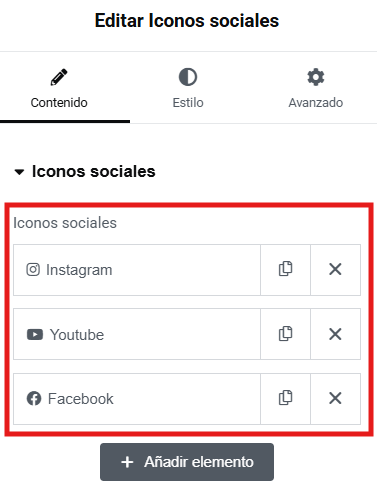 Editar Iconos sociales
Contenido Estilo Avanzado
Iconos sociales
Iconos sociales
Instagram
Youtube
Facebook
Añadir elemento